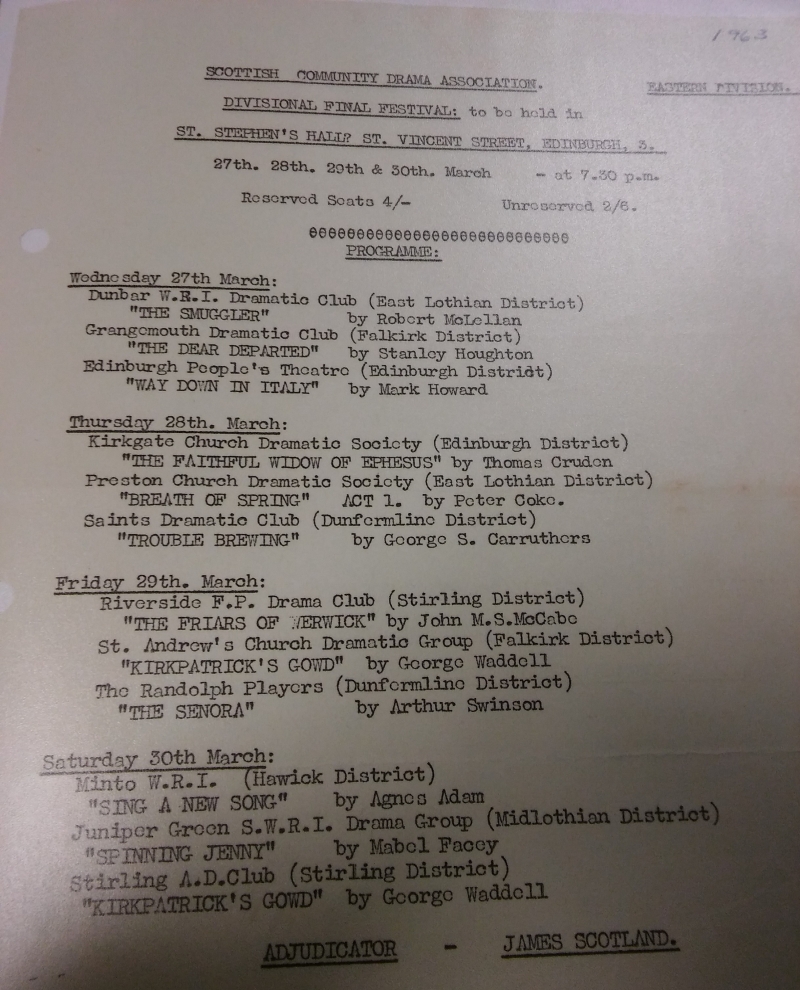 1963
SCOTTISH COMMUNITY DRAMA ASSOCIATION.
EASTERN DIVISION.
DIVISIONAL FINAL FESTIVAL: to be held in
ST. STEPHEN'S HALL? ST. VINCENT STREET, EDINBURGH, 3.
27th. 28th. 29th & 30th. March - at 7.30 p.m.
Reserved Seats 4/- Unreserved 2/6.
@@@@@@@@@@@@@@@@@@@@@@@@@@@@
PROGRAMME:
Wednesday 27th March:
Dunbar W.R.I. Dramatic Club (East Lothian District)
"THE SMUGGLER" by Robert McLellan
Grangemouth Dramatic Club (Falkirk District)
"THE DEAR DEPARTED" by Stanley Houghton
Edinburgh People's Theatre (Edinburgh District)
"WAY DOWN IN ITALY" by Mark Howard
Thursday 28th. March:
Kirkgate Church Dramatic Society (Edinburgh District)
"THE FAITHFUL WIDOW OF EPHESUS" by Thomas Cruden
Preston Church Dramatic Society (East Lothian District)
"BREATH OF SPRING" ACT 1. by Peter Coke.
Saints Dramatic Club (Dunfermline District)
"TROUBLE BREWING" by George S. Carruthers
Friday 29th. March:
Riverside F.P. Drama Club (Stirling District)
"THE FRIARS OF by John M.S.McCabe
St. Andrew's Church Dramatic Group (Falkirk District)
"KIRKPATRICK'S GOWD" by George Waddell
The Randolph Players (Dunfermline District)
"THE SENORA" by Arthur Swinson
Saturday 30th March:
Minto W.R.I. (Hawick District)
"SING A NEW SONG" by Agnes Adam
Juniper Green S.W.R.I. Drama Group (Midlothian District)
"SPINNING JENNY" by Mabel Facey
Stirling A.D.Club (Stirling District)
"KIRKPATRICK'S GOWD" by George Waddell
ADJUDICATOR - JAMES SCOTLAND.